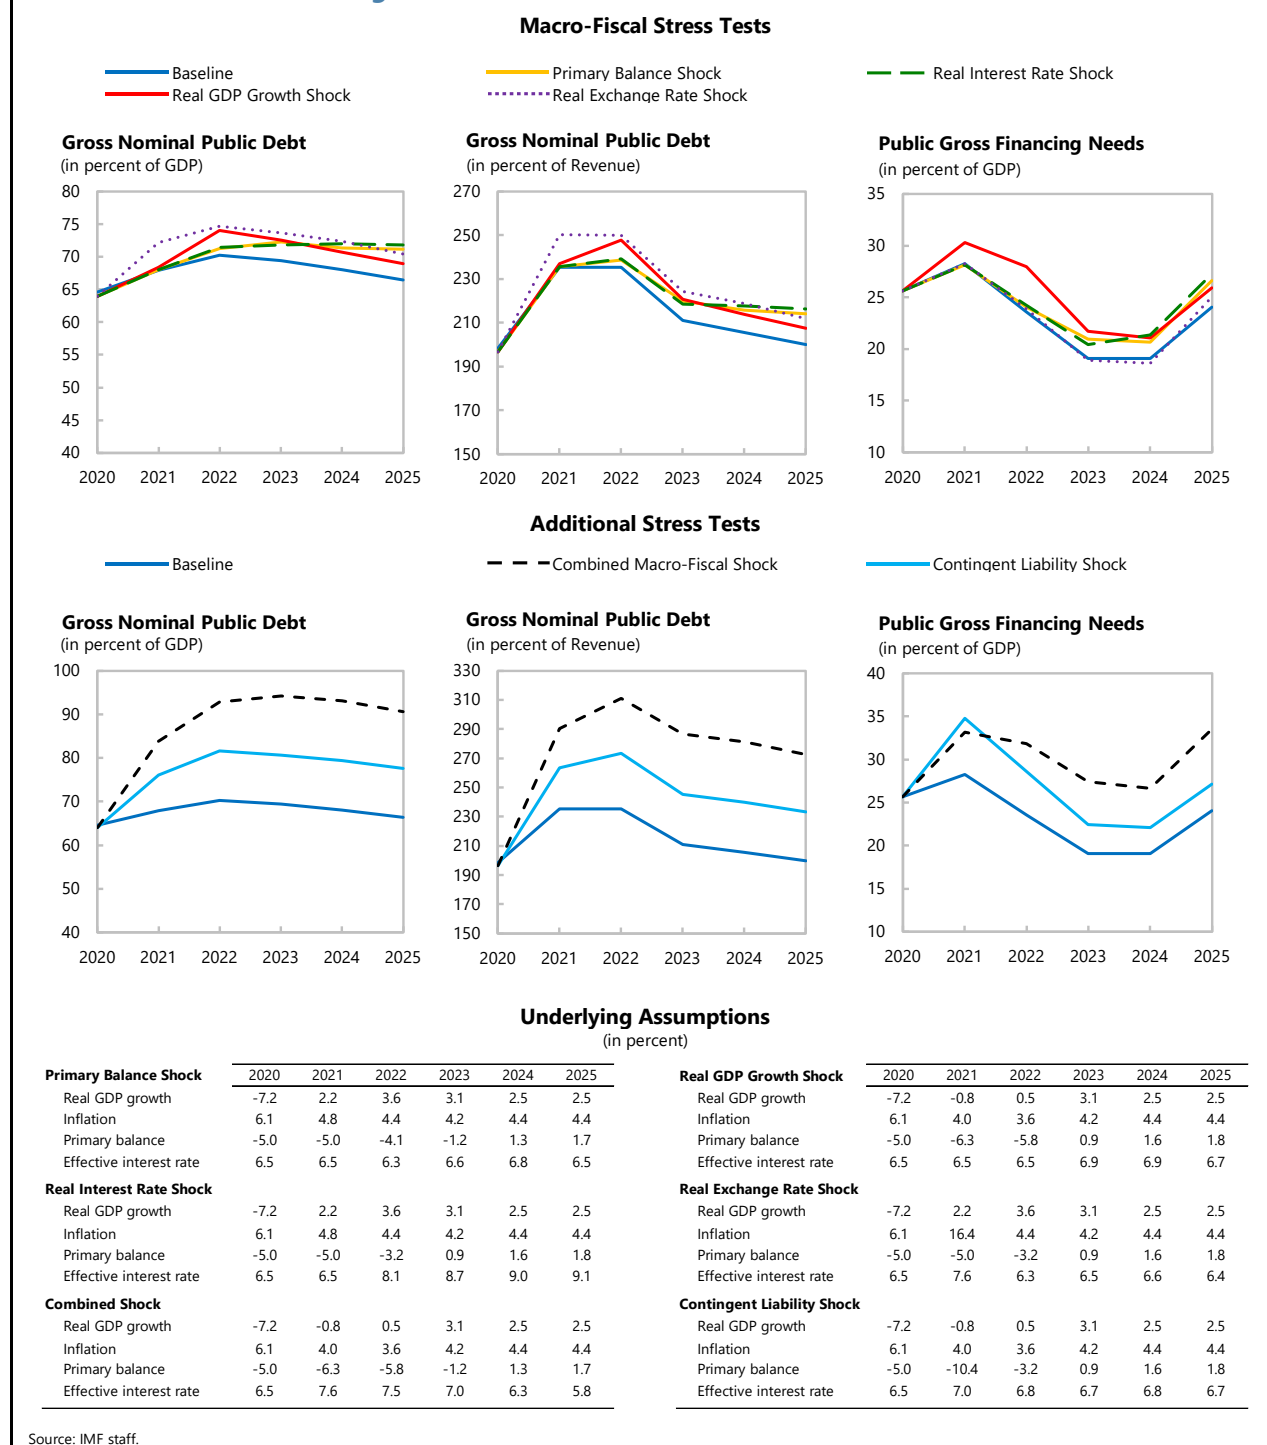 Macro-Fiscal Stress Tests
Baseline
Primary Balance Shock
Real Interest Rate Shock
Real GDP Growth Shock
Real Exchange Rate Shock
Gross Nominal Public Debt
(in percent of GDP)
80
75
70
65
60
55
50
45
40
2020 2021 2022 2023 2024 2025
Gross Nominal Public Debt
(in percent of Revenue)
270
250
230
210
190
170
150
2020 2021 2022 2023 2024 2025
Public Gross Financing Needs
(in percent of GDP)
35
30
25
20
15
10
2020 2021 2022 2023 2024 2025
Additional Stress Tests
Baseline
Combined Macro-Fiscal Shock
Contingent Liability Shock
Gross Nominal Public Debt
(in percent of GDP)
100
90
80
70
60
50
40
2020 2021 2022 2023 2024 2025
Gross Nominal Public Debt
(in percent of Revenue)
330
310
290
270
250
230
210
190
170
150
2020 2021 2022 2023 2024 2025
Public Gross Financing Needs
(in percent of GDP)
40
35
30
25
20
15
10
2020 2021 2022 2023 2024 2025
Underlying Assumptions
(in percent)
Primary Balance Shock 2020 2021 2022 2023 2024 2025
Real GDP growth -7.2 2.2 3.6 3.1 2.5 2.5
Inflation 6.1 4.8 4.4 4.2 4.4 4.4
Primary balance -5.0 -5.0 -4.1 -1.2 1.3 1.7
Effective interest rate 6.5 6.5 6.3 6.6 6.8 6.5
Real Interest Rate Shock
Real GDP growth -7.2 2.2 3.6 3.1 2.5 2.5
Inflation 6.1 4.8 4.4 4.2 4.4 4.4
Primary balance -5.0 -5.0 -3.2 0.9 1.6 1.8
Effective interest rate 6.5 6.5 8.1 8.7 9.0 9.1
Combined Shock
Real GDP growth -7.2 -0.8 0.5 3.1 2.5 2.5
Inflation 6.1 4.0 3.6 4.2 4.4 4.4
Primary balance -5.0 -6.3 -5.8 -1.2 1.3 1.7
Effective interest rate 6.5 7.6 7.5 7.0 6.3 5.8
Real GDP Growth Shock 2020 2021 2022 2023 2024 2025
Real GDP growth -7.2 -0.8 0.5 3.1 2.5 2.5
Inflation 6.1 4.0 3.6 4.2 4.4 4.4
Primary balance -5.0 -6.3 -5.8 0.9 1.6 1.8
Effective interest rate 6.5 6.5 6.5 6.9 6.9 6.7
Real Exchange Rate Shock
Real GDP growth -7.2 2.2 3.6 3.1 2.5 2.5
Inflation 6.1 16.4 4.4 4.2 4.4 4.4
Primary balance -5.0 -5.0 -3.2 0.9 1.6 1.8
Effective interest rate 6.5 7.6 6.3 6.5 6.6 6.4
Contingent Liability Shock
Real GDP growth -7.2 -0.8 0.5 3.1 2.5 2.5
Inflation 6.1 4.0 3.6 4.2 4.4 4.4
Primary balance -5.0 -10.4 -3.2 0.9 1.6 1.8
Effective interest rate 6.5 7.0 6.8 6.7 6.8 6.7
Source: IMF staff.